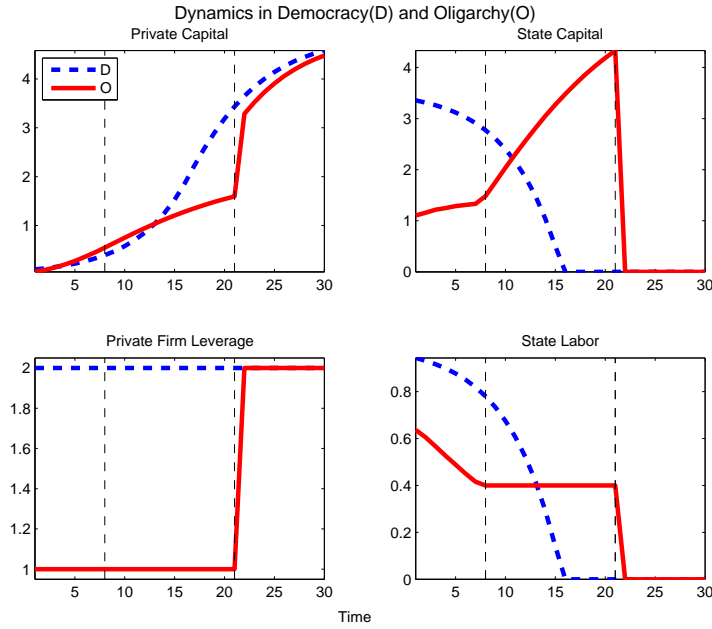 Dynamics in Democracy(D) and Oligarchy(O)
Private Capital
State Capital
D
O
4
3
2
1
5 10 15 20 25 30
4
3
2
1
0
5 10 15 20 25 30
Private Firm Leverage
State Labor
2
1.8
1.6
1.4
1.2
1
5 10 15 20 25 30
0.8
0.6
0.4
0.2
0
5 10 15 20 25 30
Time